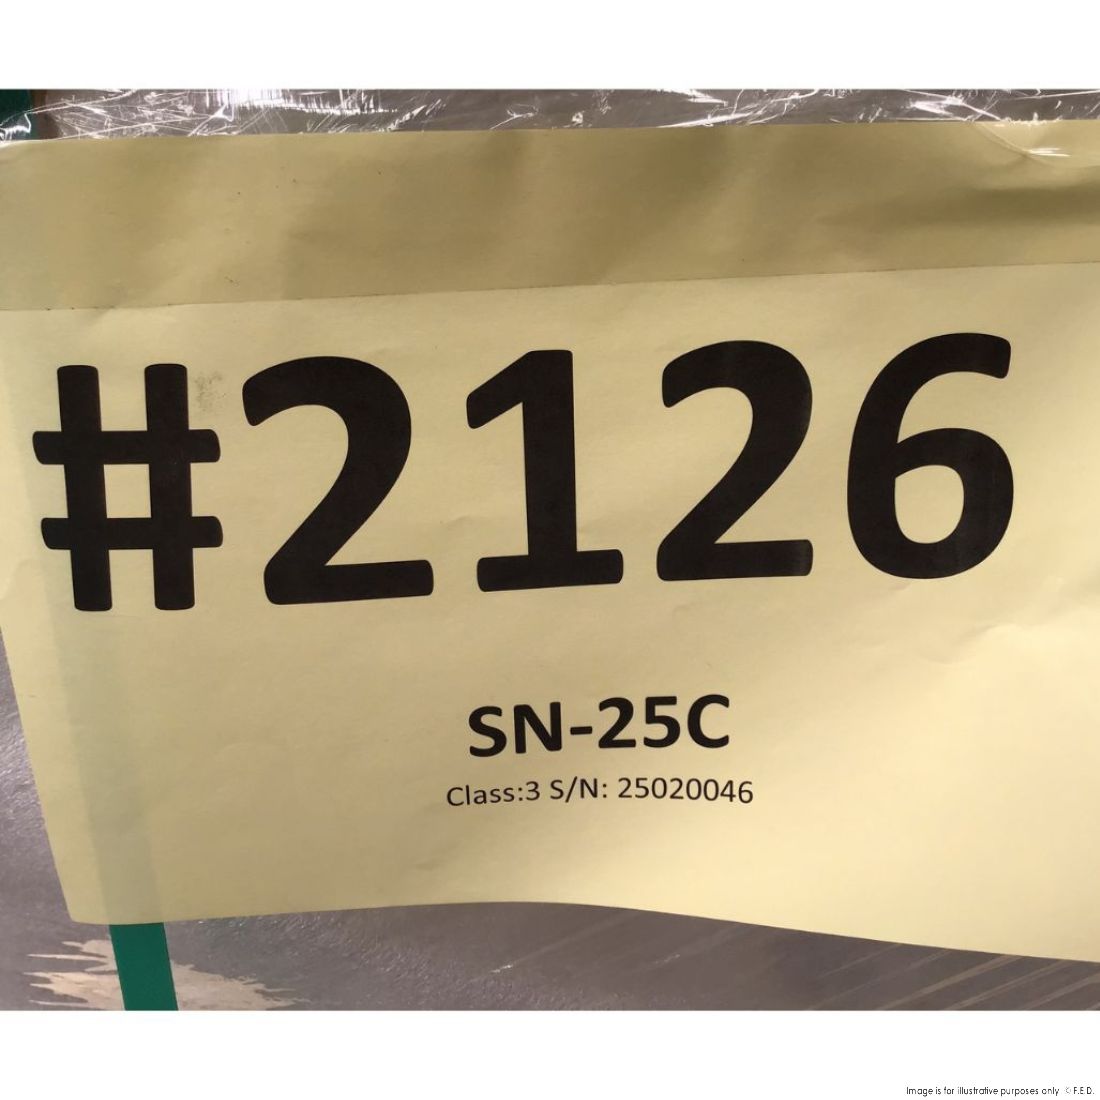 #2126
SN-25C
Class:3 S/N: 25020046
Image is for illustrative purposes only © F.E.D.